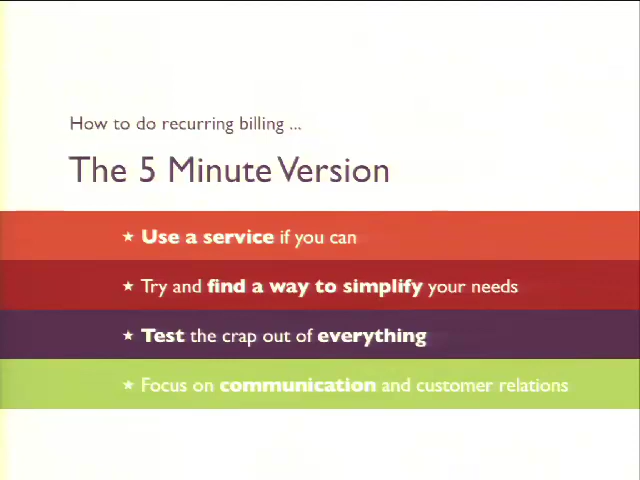 How to do recurring billing ...
The 5 Minute Version
★ Use a service if you can
★ Try and find a way to simplify your needs
★ Test the crap out of everything
★ Focus on communication and customer relations